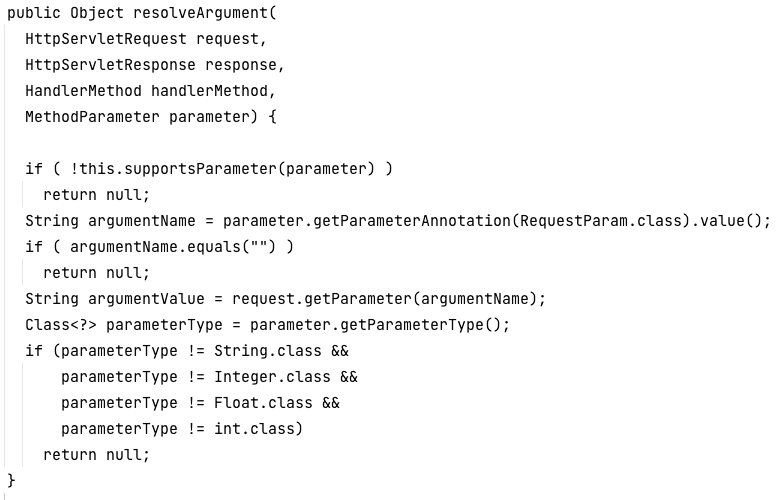 public Object resolveArgument(
  HttpServletRequest request,
  HttpServletResponse response,
  HandlerMethod handlerMethod,
  MethodParameter parameter) {

  if ( !this.supportsParameter(parameter) )
    return null;
  String argumentName = parameter.getParameterAnnotation(RequestParam.class).value();
  if ( argumentName.equals("") )
    return null;
  String argumentValue = request.getParameter(argumentName);
  Class<?> parameterType = parameter.getParameterType();
  if (parameterType != String.class &&
      parameterType != Integer.class &&
      parameterType != Float.class &&
      parameterType != int.class)
    return null;
}